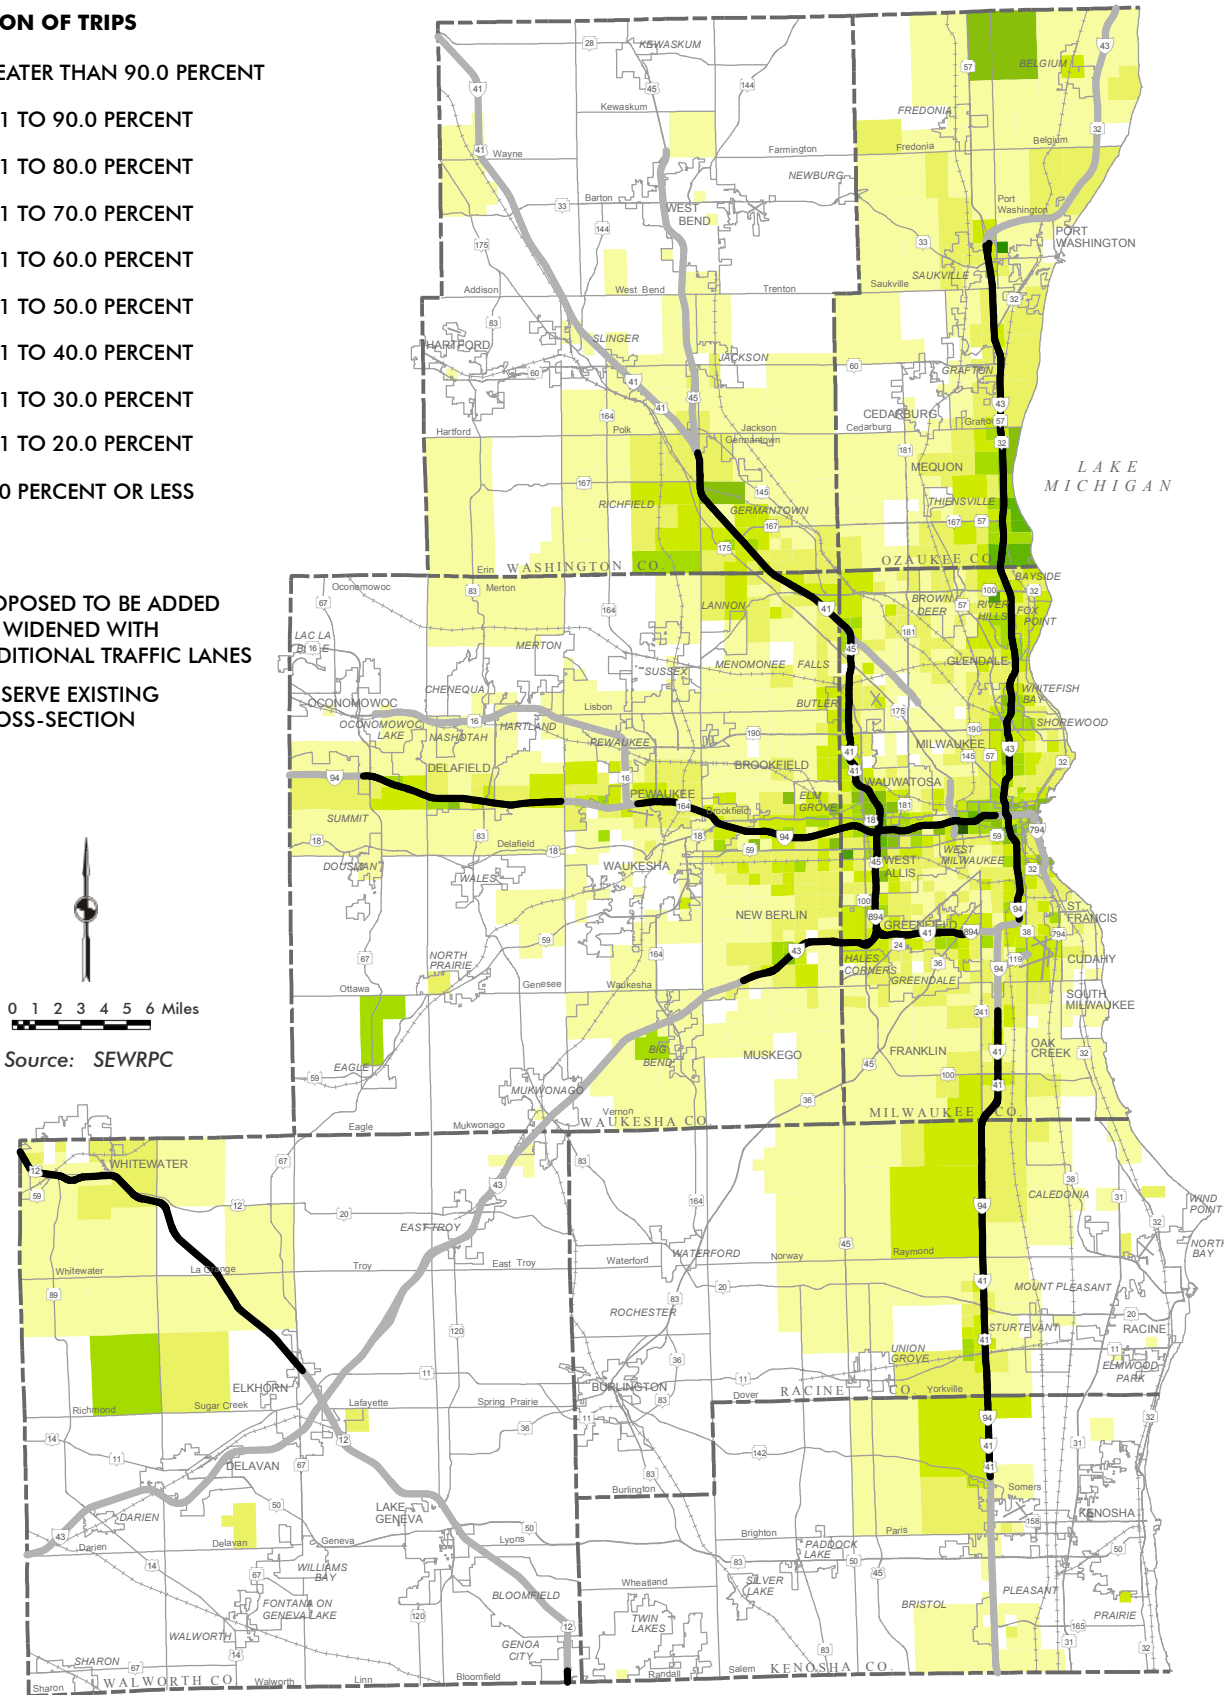 ON OF TRIPS
EATER THAN 90.0 PERCENT
1 TO 90.0 PERCENT
1 TO 80.0 PERCENT
1 TO 70.0 PERCENT
1 TO 60.0 PERCENT
1 TO 50.0 PERCENT
1 TO 40.0 PERCENT
1 TO 30.0 PERCENT
1 TO 20.0 PERCENT
0 PERCENT OR LESS
OPOSED TO BE ADDED
WIDENED WITH
DDITIONAL TRAFFIC LANES
ESERVE EXISTING
OSS-SECTION
0 1 2 3 4 5 6 Miles
Source: SEWRPC
KEWASKUM
Kewaskum
BELGIUM
FREDONIA
Fredonia
Belgium
Wayne
Farmington
NEWBURG
Barton
WEST
BEND
Port
Washington
PORT
WASHINGTON
SAUKVILLE
Saukville
Addison
West Bend
Trenton
HARTFORD
SLINGER
JACKSON
GRAFTON
CEDARBURG
Cedarburg
Grafton
Hartford
Polk
Jackson
Germantown
MEQUON
LAKE
MICHIGAN
RICHFIELD
GERMANTOWN
THIENSVILLE
Erin
WASHINGTON CO.
OZAUKEE CO.
Oconomowoc
Merton
BAYSIDE
LANNON
BROWN
DEER
RIVER
HILLS
FOX
POINT
LAC LA
BELLE
MERTON
SUSSEX
MENOMONEE FALLS
GLENDALE
CHENEQUA
OCONOMOWOC
OCONOMOWOC
LAKE
NASHOTAH
HARTLAND
Lisbon
BUTLER
WHITEFISH
BAY
SHOREWOOD
PEWAUKEE
BROOKFIELD
MILWAUKEE
DELAFIELD
PEWAUKEE
Brookfield
ELM
GROVE
WAUWATOSA
SUMMIT
Delafield
DOUSMAN
WALES
WAUKESHA
WEST
ALLIS
WEST
MILWAUKEE
NEW BERLIN
GREENFIELD
ST.
FRANCIS
NORTH
PRAIRIE
HALES
CORNERS
GREENDALE
CUDAHY
Ottawa
Genesee
Waukesha
SOUTH
MILWAUKEE
EAGLE
BIG
BEND
MUSKEGO
FRANKLIN
OAK
CREEK
MUKWONAGO
Vernon
Eagle
Mukwonago
WAUKESHA CO.
MILWAUKEE CO.
WHITEWATER
EAST TROY
CALEDONIA
WIND
POINT
NORTH
BAY
Whitewater
La Grange
Troy
East Troy
Waterford
WATERFORD
Norway
Raymond
ROCHESTER
MOUNT PLEASANT
STURTEVANT
RACINE
UNION
GROVE
ELMWOOD
PARK
ELKHORN
BURLINGTON
Dover
RACINE CO.
Yorkville
Richmond
Sugar Creek
Lafayette
Spring Prairie
DELAVAN
Burlington
LAKE
GENEVA
Somers
KENOSHA
DARIEN
Darien
Delavan
Geneva
Lyons
Brighton
Paris
PADDOCK
LAKE
WILLIAMS
BAY
BLOOMFIELD
Wheatland
SILVER
LAKE
BRISTOL
PLEASANT
PRAIRIE
FONTANA ON
GENEVA LAKE
WALWORTH
TWIN
LAKES
GENOA
CITY
SHARON
Sharon
WALWORTH CO.
Walworth
Linn
Bloomfield
Randall
Salem
KENOSHA CO.